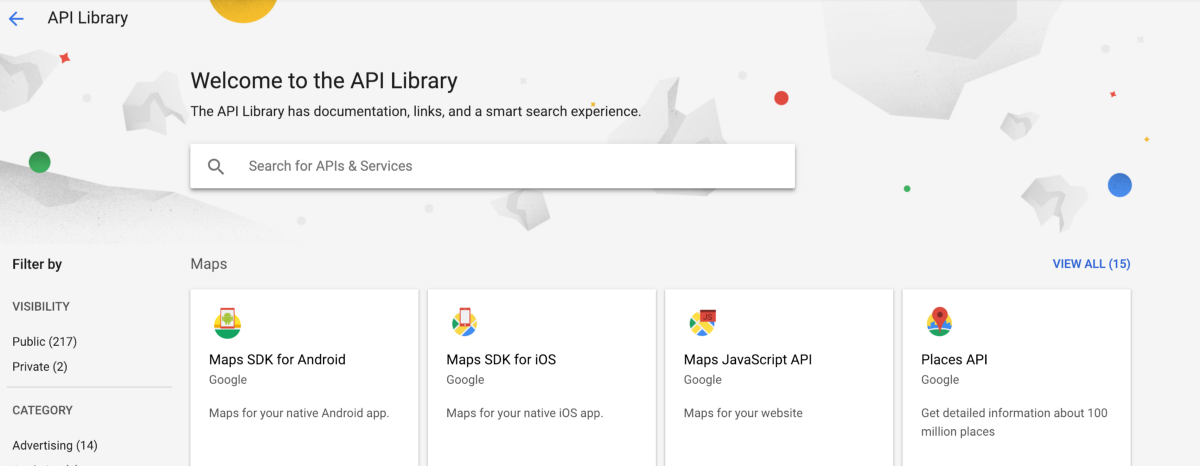 API Library
Welcome to the API Library
The API Library has documentation, links, and a smart search experience.
Search for APIs & Services
Filter by
VISIBILITY
Public (217)
Private (2)
CATEGORY
Advertising (14)
Maps
VIEW ALL (15)
Maps SDK for Android
Google
Maps for your native Android app.
Maps SDK for iOS
Google
Maps for your native iOS app.
JS
Maps JavaScript API
Google
Maps for your website
Places API
Google
Get detailed information about 100
million places